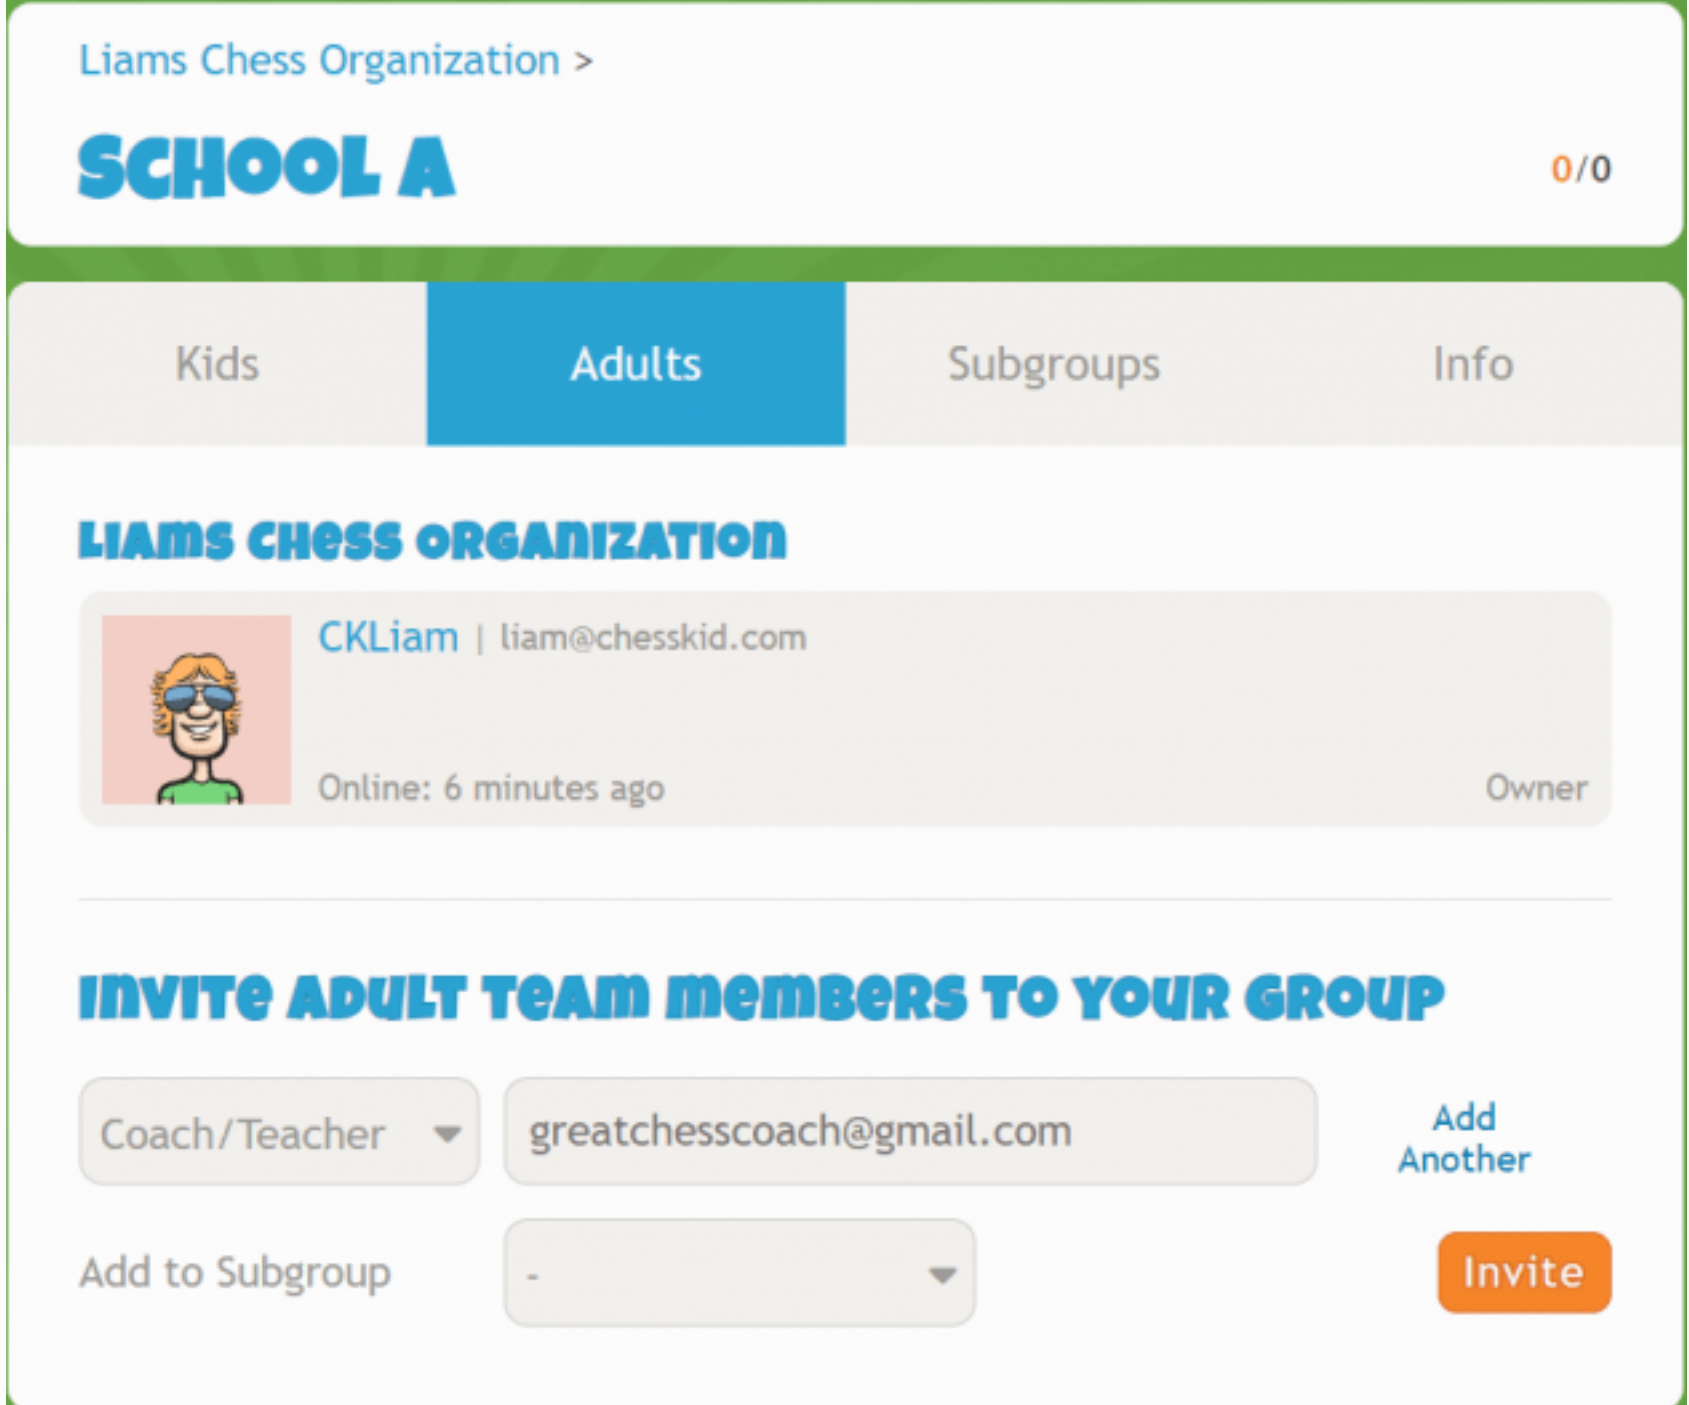 Liams Chess Organization >
SCHOOL A
0/0
Kids Adults Subgroups Info
LIAMS CHESS ORGANIZATION
CKLiam | liam@chesskid.com
Online: 6 minutes ago Owner
INVITE ADULT TEAM MEMBERS TO YOUR GROUP
Coach/Teacher greatchesscoach@gmail.com Add
Another
Add to Subgroup - Invite